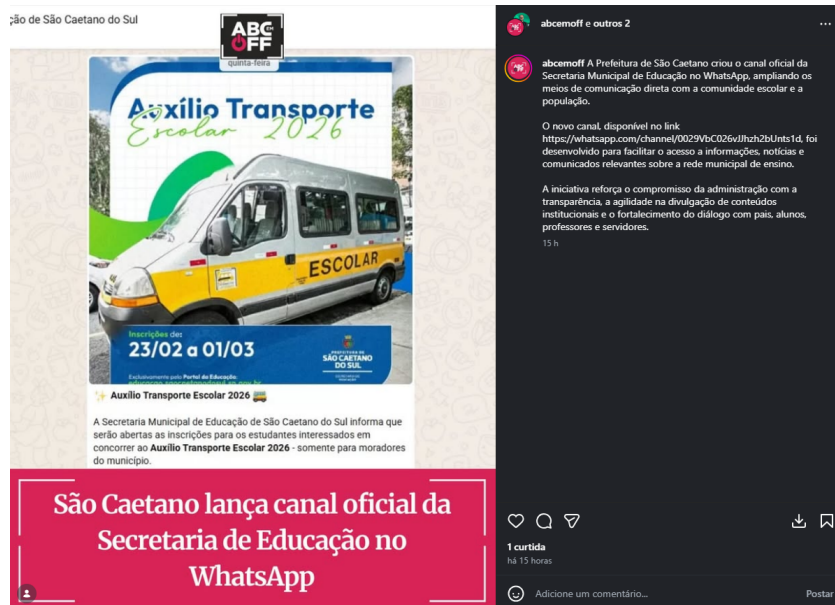 ção de São Caetano do Sul
ABC EM
OFF
quinta-feira
Auxílio Transporte
Escolar 2026
ESCOLAR
Inscrições de:
23/02 a 01/03
PREFEITURA DE
SÃO CAETANO
DO SUL
Exclusivamente pelo Portal de Educação:
✨ Auxílio Transporte Escolar 2026 🚌
A Secretaria Municipal de Educação de São Caetano do Sul informa que
serão abertas as inscrições para os estudantes interessados em
concorrer ao Auxílio Transporte Escolar 2026 - somente para moradores
do município.
São Caetano lança canal oficial da
Secretaria de Educação no
WhatsApp
abcemoff e outros 2
abcemoff A Prefeitura de São Caetano criou o canal oficial da
Secretaria Municipal de Educação no WhatsApp, ampliando os
meios de comunicação direta com a comunidade escolar e a
população.
O novo canal, disponível no link
https://whatsapp.com/channel/0029VbC026vJJhzh2bUnts1d, foi
desenvolvido para facilitar o acesso a informações, notícias e
comunicados relevantes sobre a rede municipal de ensino.
A iniciativa reforça o compromisso da administração com a
transparência, a agilidade na divulgação de conteúdos
institucionais e o fortalecimento do diálogo com pais, alunos,
professores e servidores.
15 h
1 curtida
há 15 horas
Adicione um comentário...
Postar